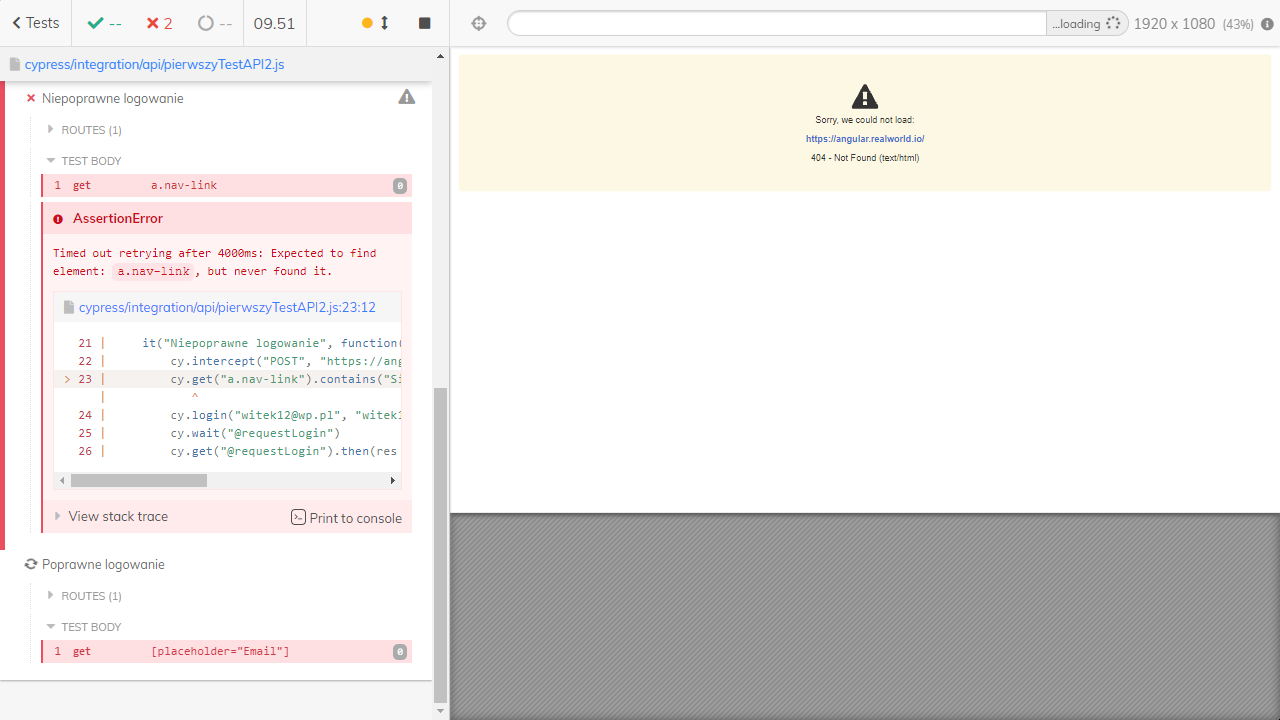 Tests
--
2
--
09.51
...loading
1920 x 1080 (43%)
cypress/integration/api/pierwszyTestAPI2.js
Niepoprawne logowanie
ROUTES (1)
TEST BODY
1 get a.nav-link 0
AssertionError
Timed out retrying after 4000ms: Expected to find
element: a.nav-link, but never found it.
cypress/integration/api/pierwszyTestAPI2.js:23:12
21 | it("Niepoprawne logowanie", function(
22 | cy.intercept("POST", "https://ang
> 23 | cy.get("a.nav-link").contains("Si
| ^
24 | cy.login("witek12@wp.pl", "witek1
25 | cy.wait("@requestLogin")
26 | cy.get("@requestLogin").then(res
View stack trace
Print to console
Poprawne logowanie
ROUTES (1)
TEST BODY
1 get [placeholder="Email"] 0
Sorry, we could not load:
https://angular.realworld.io/
404 - Not Found (text/html)